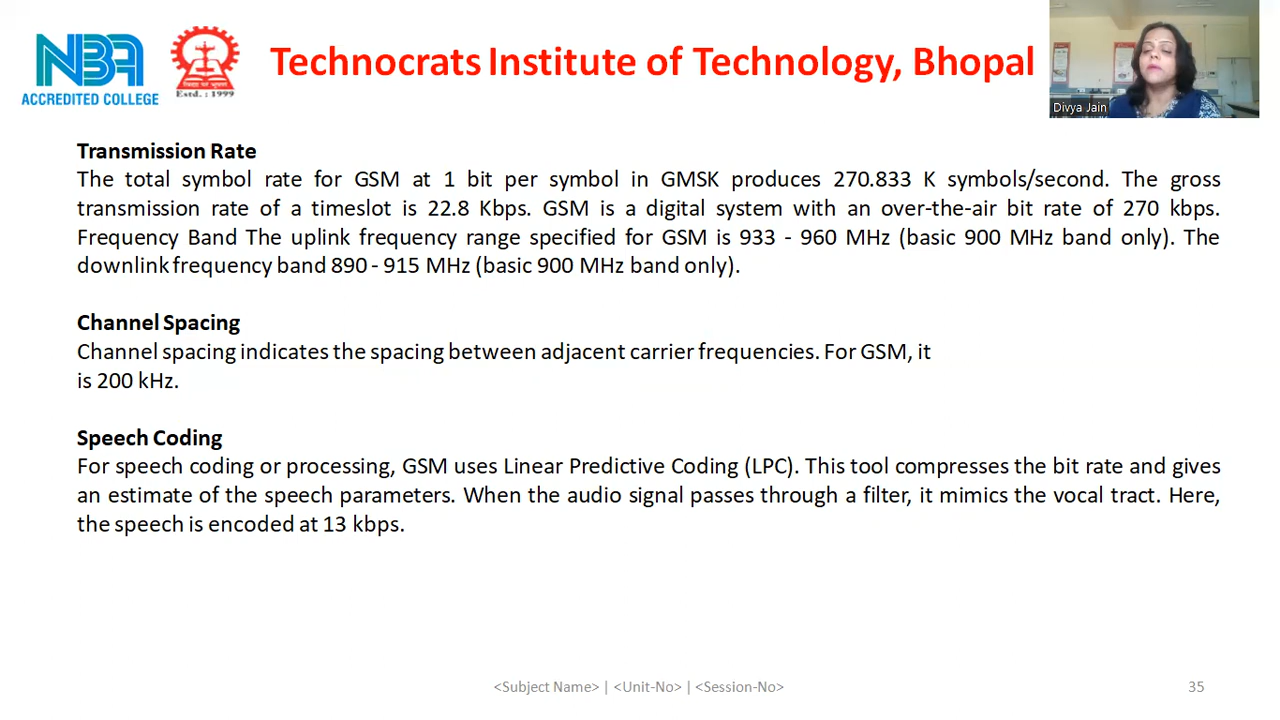 NBA
ACCREDITED COLLEGE
Estd. : 1999
Technocrats Institute of Technology, Bhopal
Divya Jain
Transmission Rate
The total symbol rate for GSM at 1 bit per symbol in GMSK produces 270.833 K symbols/second. The gross
transmission rate of a timeslot is 22.8 Kbps. GSM is a digital system with an over-the-air bit rate of 270 kbps.
Frequency Band The uplink frequency range specified for GSM is 933 - 960 MHz (basic 900 MHz band only). The
downlink frequency band 890 - 915 MHz (basic 900 MHz band only).
Channel Spacing
Channel spacing indicates the spacing between adjacent carrier frequencies. For GSM, it
is 200 kHz.
Speech Coding
For speech coding or processing, GSM uses Linear Predictive Coding (LPC). This tool compresses the bit rate and gives
an estimate of the speech parameters. When the audio signal passes through a filter, it mimics the vocal tract. Here,
the speech is encoded at 13 kbps.
<Subject Name> | <Unit-No> | <Session-No>
35